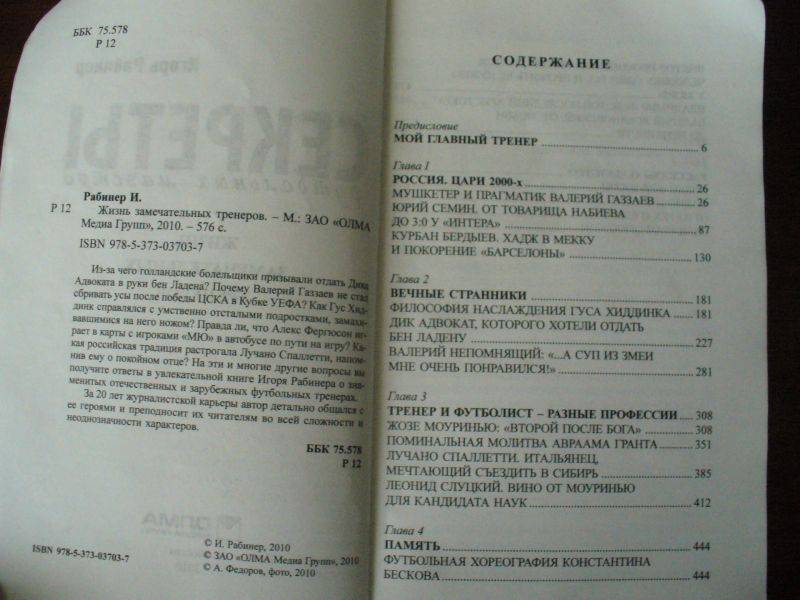 ББК 75.578
Р 12
Рабинер И.
Р 12 Жизнь замечательных тренеров. – М.: ЗАО «ОЛМА
Медиа Групп», 2010. – 576 с.
ISBN 978-5-373-03703-7
Из-за чего голландские болельщики призывали отдать Дика
Адвоката в руки бен Ладена? Почему Валерий Газзаев не стал
сбривать усы после победы ЦСКА в Кубке УЕФА? Как Гус Хид-
динк справлялся с умственно отсталыми подростками, замахи-
вавшимися на него ножом? Правда ли, что Алекс Фергюсон иг-
рает в карты с игроками «МЮ» в автобусе по пути на игру? Ка-
кая российская традиция растрогала Лучано Спаллетти, напом-
нив ему о покойном отце? На эти и многие другие вопросы вы
получите ответы в увлекательной книге Игоря Рабинера о зна-
менитых отечественных и зарубежных футбольных тренерах.
За 20 лет журналистской карьеры автор детально общался с
ее героями и преподносит их читателям во всей сложности и
неоднозначности характеров.
ББК 75.578
Р 12
ISBN 978-5-373-03703-7
© И. Рабинер, 2010
© ЗАО «ОЛМА Медиа Групп», 2010
© А. Федоров, фото, 2010
СОДЕРЖАНИЕ
Предисловие
МОЙ ГЛАВНЫЙ ТРЕНЕР 6
Глава 1
РОССИЯ. ЦАРИ 2000-х 26
МУШКЕТЕР И ПРАГМАТИК ВАЛЕРИЙ ГАЗЗАЕВ 26
ЮРИЙ СЕМИН. ОТ ТОВАРИЩА НАБИЕВА
ДО 3:0 У «ИНТЕРА» 87
КУРБАН БЕРДЫЕВ. ХАДЖ В МЕККУ
И ПОКОРЕНИЕ «БАРСЕЛОНЫ» 130
Глава 2
ВЕЧНЫЕ СТРАННИКИ 181
ФИЛОСОФИЯ НАСЛАЖДЕНИЯ ГУСА ХИДДИНКА 181
ДИК АДВОКАТ, КОТОРОГО ХОТЕЛИ ОТДАТЬ
БЕН ЛАДЕНУ 227
ВАЛЕРИЙ НЕПОМНЯЩИЙ: «...А СУП ИЗ ЗМЕИ
МНЕ ОЧЕНЬ ПОНРАВИЛСЯ!» 281
Глава 3
ТРЕНЕР И ФУТБОЛИСТ – РАЗНЫЕ ПРОФЕССИИ 308
ЖОЗЕ МОУРИНЬЮ: «ВТОРОЙ ПОСЛЕ БОГА» 308
ПОМИНАЛЬНАЯ МОЛИТВА АВРААМА ГРАНТА 351
ЛУЧАНО СПАЛЛЕТТИ. ИТАЛЬЯНЕЦ,
МЕЧТАЮЩИЙ СЪЕЗДИТЬ В СИБИРЬ 385
ЛЕОНИД СЛУЦКИЙ. ВИНО ОТ МОУРИНЬЮ
ДЛЯ КАНДИДАТА НАУК 412
Глава 4
ПАМЯТЬ 444
ФУТБОЛЬНАЯ ХОРЕОГРАФИЯ КОНСТАНТИНА
БЕСКОВА 444